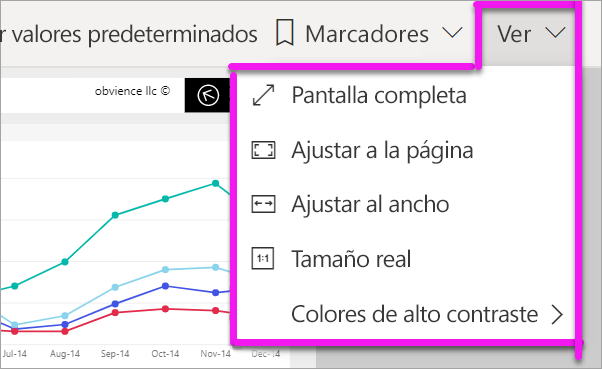 r valores predeterminados
Marcadores
Ver
obvience llc ©
Pantalla completa
Ajustar a la página
Ajustar al ancho
1:1
Tamaño real
Colores de alto contraste
Jul-14 Aug-14 Sep-14 Oct-14 Nov-14 Dec-14